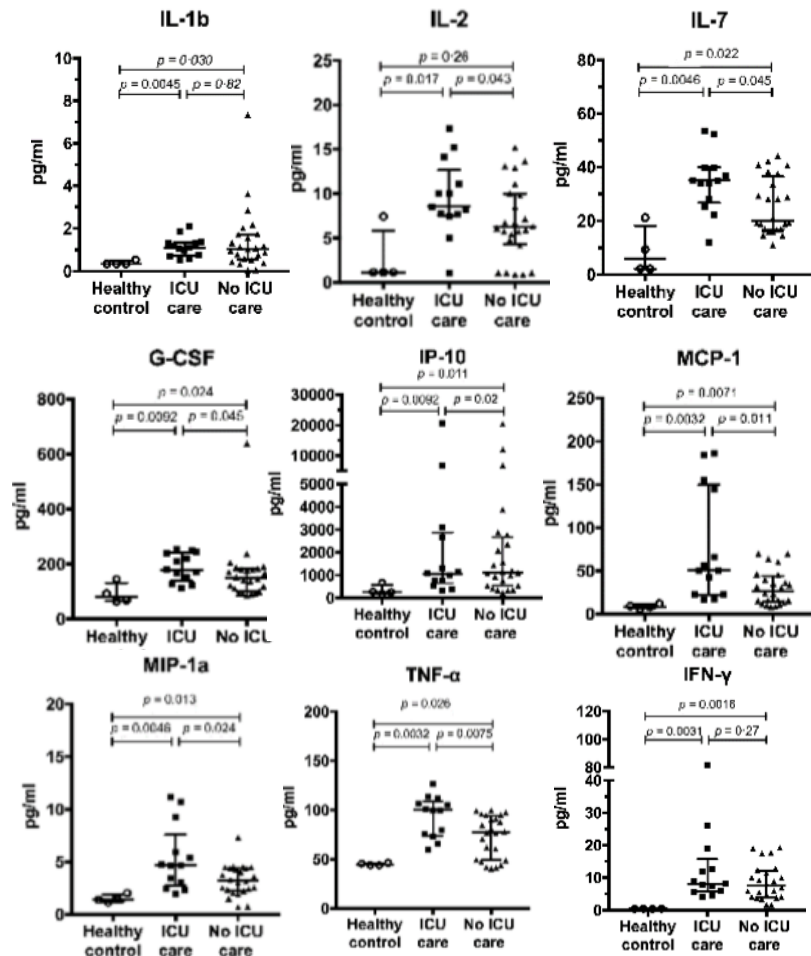 IL-1b
p = 0·030
p = 0.0045
p = 0·82
10
8
6
4
2
0
pg/ml
Healthy control
ICU care
No ICU care
IL-2
p = 0·26
p = 0.017
p = 0.043
25
20
15
10
5
0
pg/ml
Healthy control
ICU care
No ICU care
IL-7
p = 0.022
p = 0.0046
p = 0.045
80
60
40
20
0
pg/ml
Healthy control
ICU care
No ICU care
G-CSF
p = 0.024
p = 0.0092
p = 0.045
800
600
400
200
0
pg/ml
Healthy
ICU
No ICU
IP-10
p = 0.011
p = 0.0092
p = 0.02
30000
20000
10000
5000
4000
3000
2000
1000
0
pg/ml
Healthy control
ICU care
No ICU care
MCP-1
p = 0.0071
p = 0.0032
p = 0.011
250
200
150
100
50
0
pg/ml
Healthy control
ICU care
No ICU care
MIP-1a
p = 0.013
p = 0.0046
p = 0.024
20
15
10
5
0
pg/ml
Healthy control
ICU care
No ICU care
TNF-α
p = 0.026
p = 0.0032
p = 0.0075
200
150
100
50
0
pg/ml
Healthy control
ICU care
No ICU care
IFN-γ
p = 0.0018
p = 0.0031
p = 0·27
120
100
80
40
30
20
10
0
pg/ml
Healthy control
ICU care
No ICU care